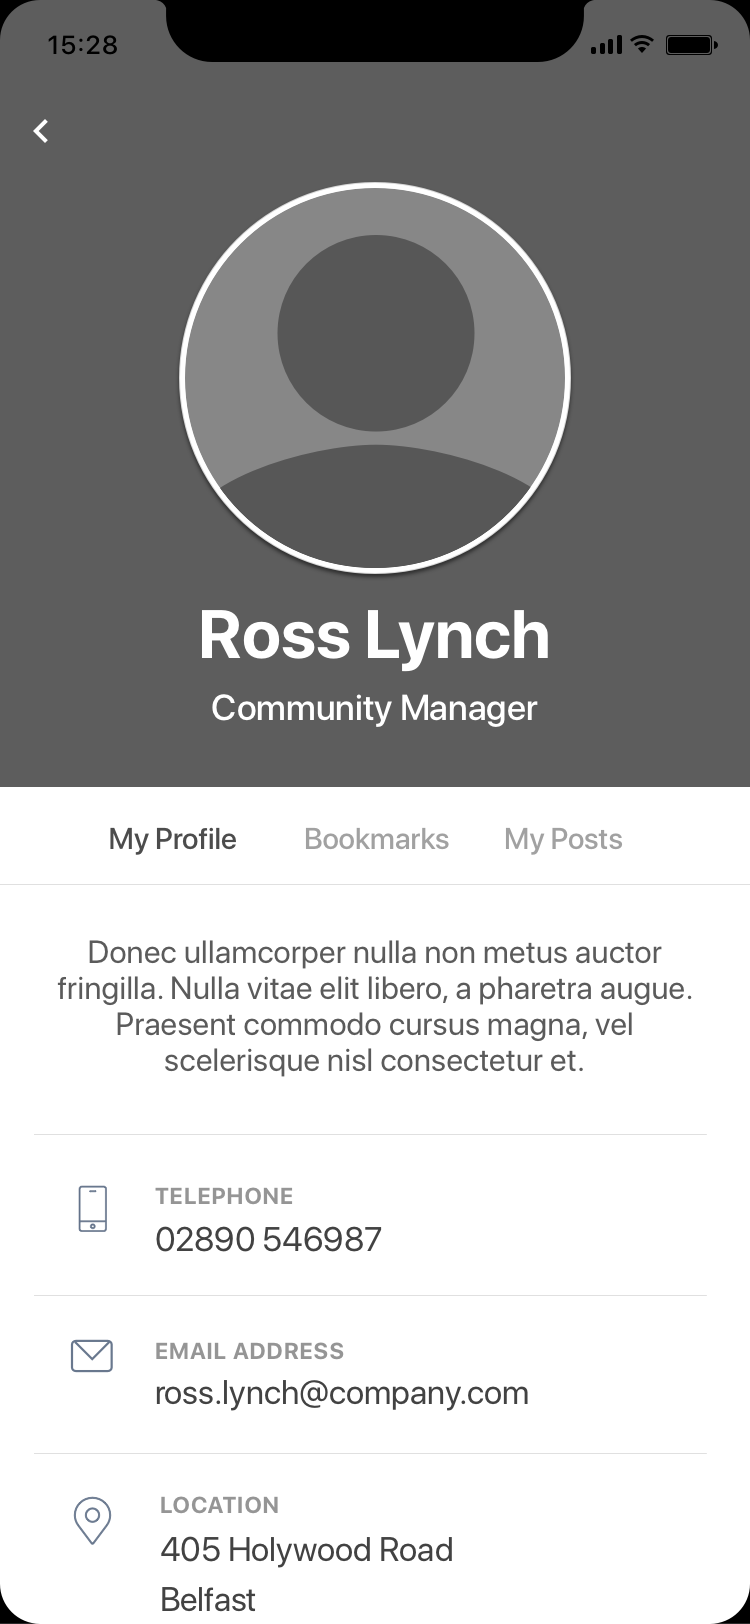 15:28
Ross Lynch
Community Manager
My Profile Bookmarks My Posts
Donec ullamcorper nulla non metus auctor
fringilla. Nulla vitae elit libero, a pharetra augue.
Praesent commodo cursus magna, vel
scelerisque nisl consectetur et.
TELEPHONE
02890 546987
EMAIL ADDRESS
ross.lynch@company.com
LOCATION
405 Holywood Road
Belfast